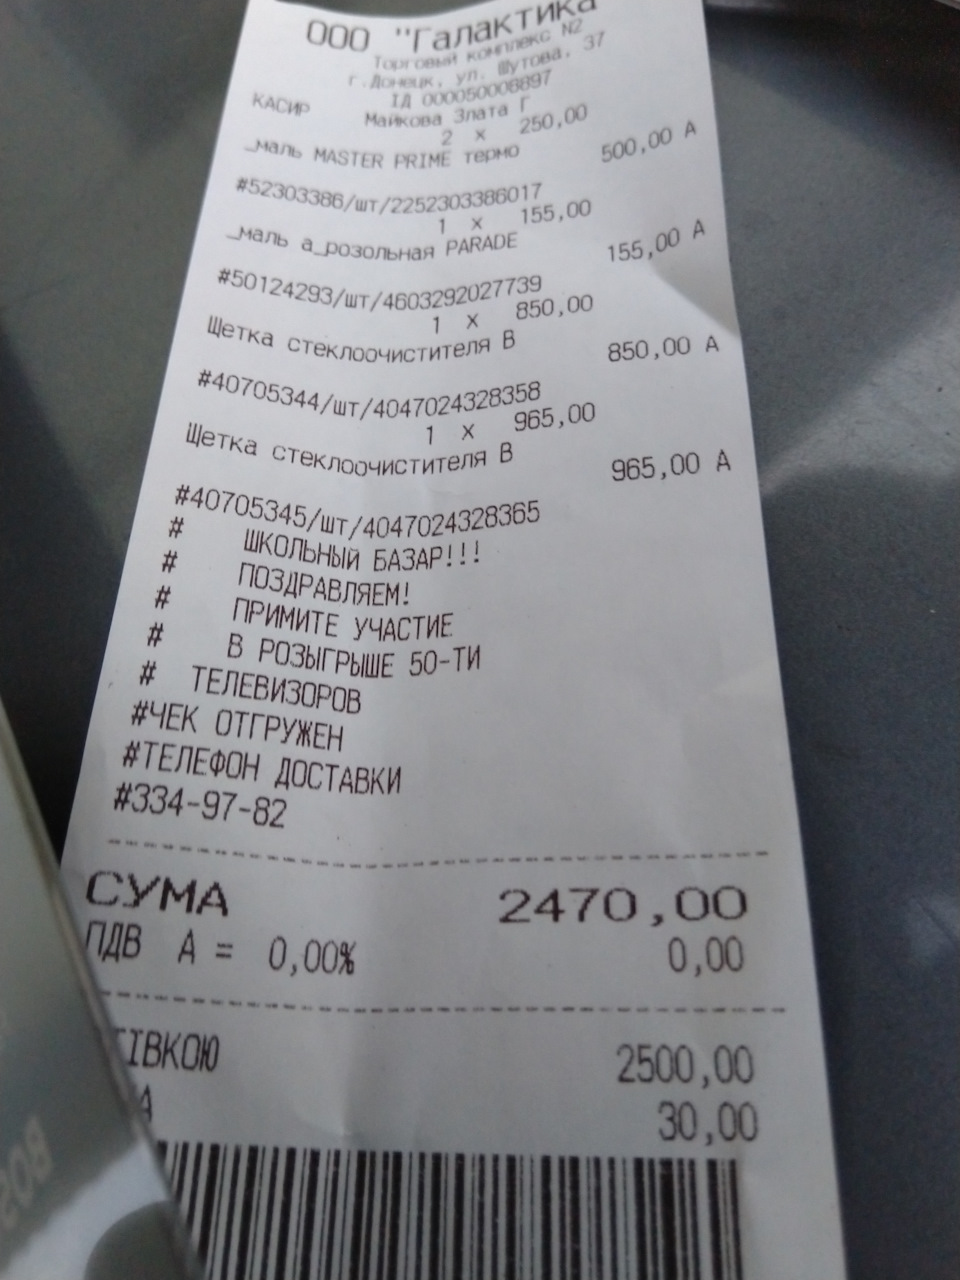 ООО "Галактика"
Торговый комплекс N2
г.Донецк, ул. Шутова, 37
ІД 000050008897
КАСИР Майкова Злата Г
2 x 250,00
_маль MASTER PRIME термо 500,00 А
#52303386/шт/2252303386017
1 x 155,00
_маль а_розольная PARADE 155,00 А
#50124293/шт/4603292027739
1 x 850,00
Щетка стеклоочистителя В 850,00 А
#40705344/шт/4047024328358
1 x 965,00
Щетка стеклоочистителя В 965,00 А
#40705345/шт/4047024328365
# ШКОЛЬНЫЙ БАЗАР!!!
# ПОЗДРАВЛЯЕМ!
# ПРИМИТЕ УЧАСТИЕ
# В РОЗЫГРЫШЕ 50-ТИ
# ТЕЛЕВИЗОРОВ
#ЧЕК ОТГРУЖЕН
#ТЕЛЕФОН ДОСТАВКИ
#334-97-82
СУМА 2470,00
ПДВ А = 0,00% 0,00
ТІВКОЮ 2500,00
А 30,00